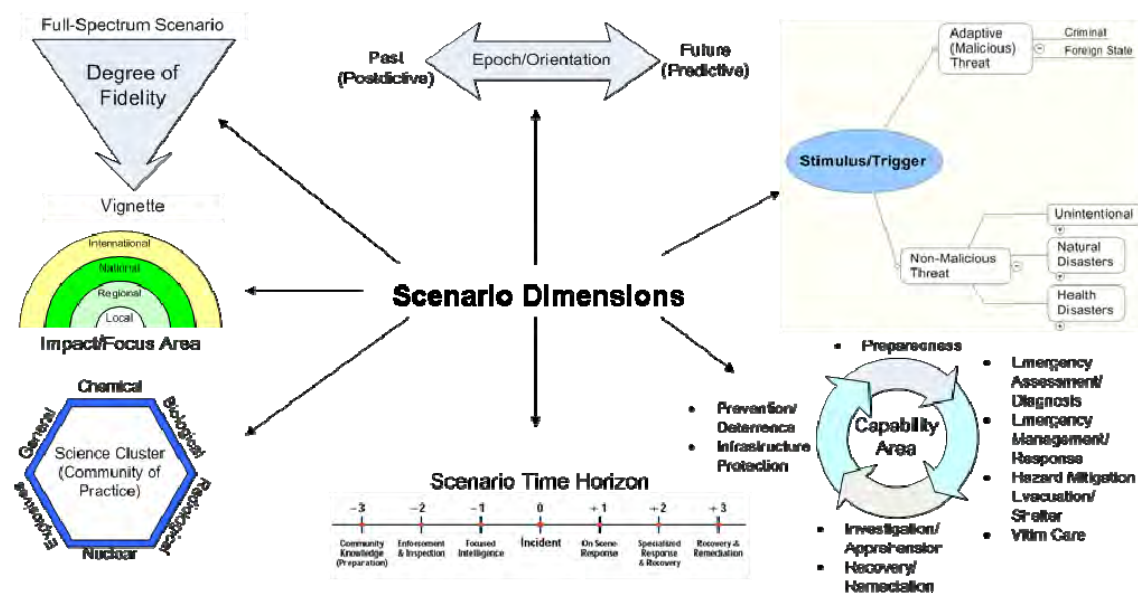 Full-Spectrum Scenario
Degree of
Fidelity
Vignette
Past
(Postdictive)
Epoch/Orientation
Future
(Predictive)
Stimulus/Trigger
Adaptive
(Malicious)
Threat
Criminal
Foreign State
Non-Malicious
Threat
Unintentional
Natural
Disasters
Health
Disasters
International
National
Regional
Local
Impact/Focus Area
Scenario Dimensions
Chemical
Biological
Radiological
Nuclear
Explosives
General
Science Cluster
(Community of
Practice)
Scenario Time Horizon
-3
-2
-1
0
+1
+2
+3
Community
Knowledge
(Preparation)
Enforcement
& Inspection
Focused
Intelligence
Incident
On Scene
Response
Specialized
Response
& Recovery
Recovery &
Remediation
Capability
Area
• Preparedness
• Emergency
Assessment/
Diagnosis
• Emergency
Management/
Response
• Hazard Mitigation
Evacuation/
Shelter
• Vitim Care
• Investigation/
Apprehension
• Recovery/
Remediation
• Prevention/
Deterrence
• Infrastructure
Protection